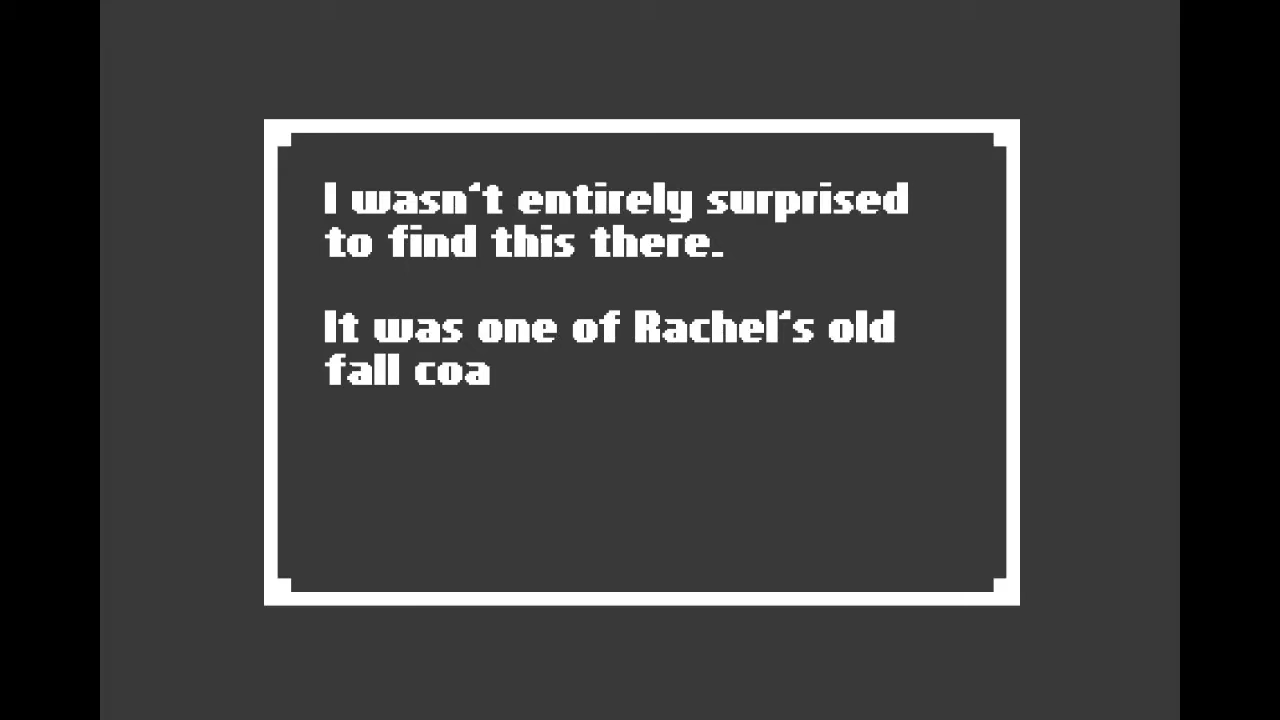 I wasn't entirely surprised
to find this there.
It was one of Rachel's old
fall coa